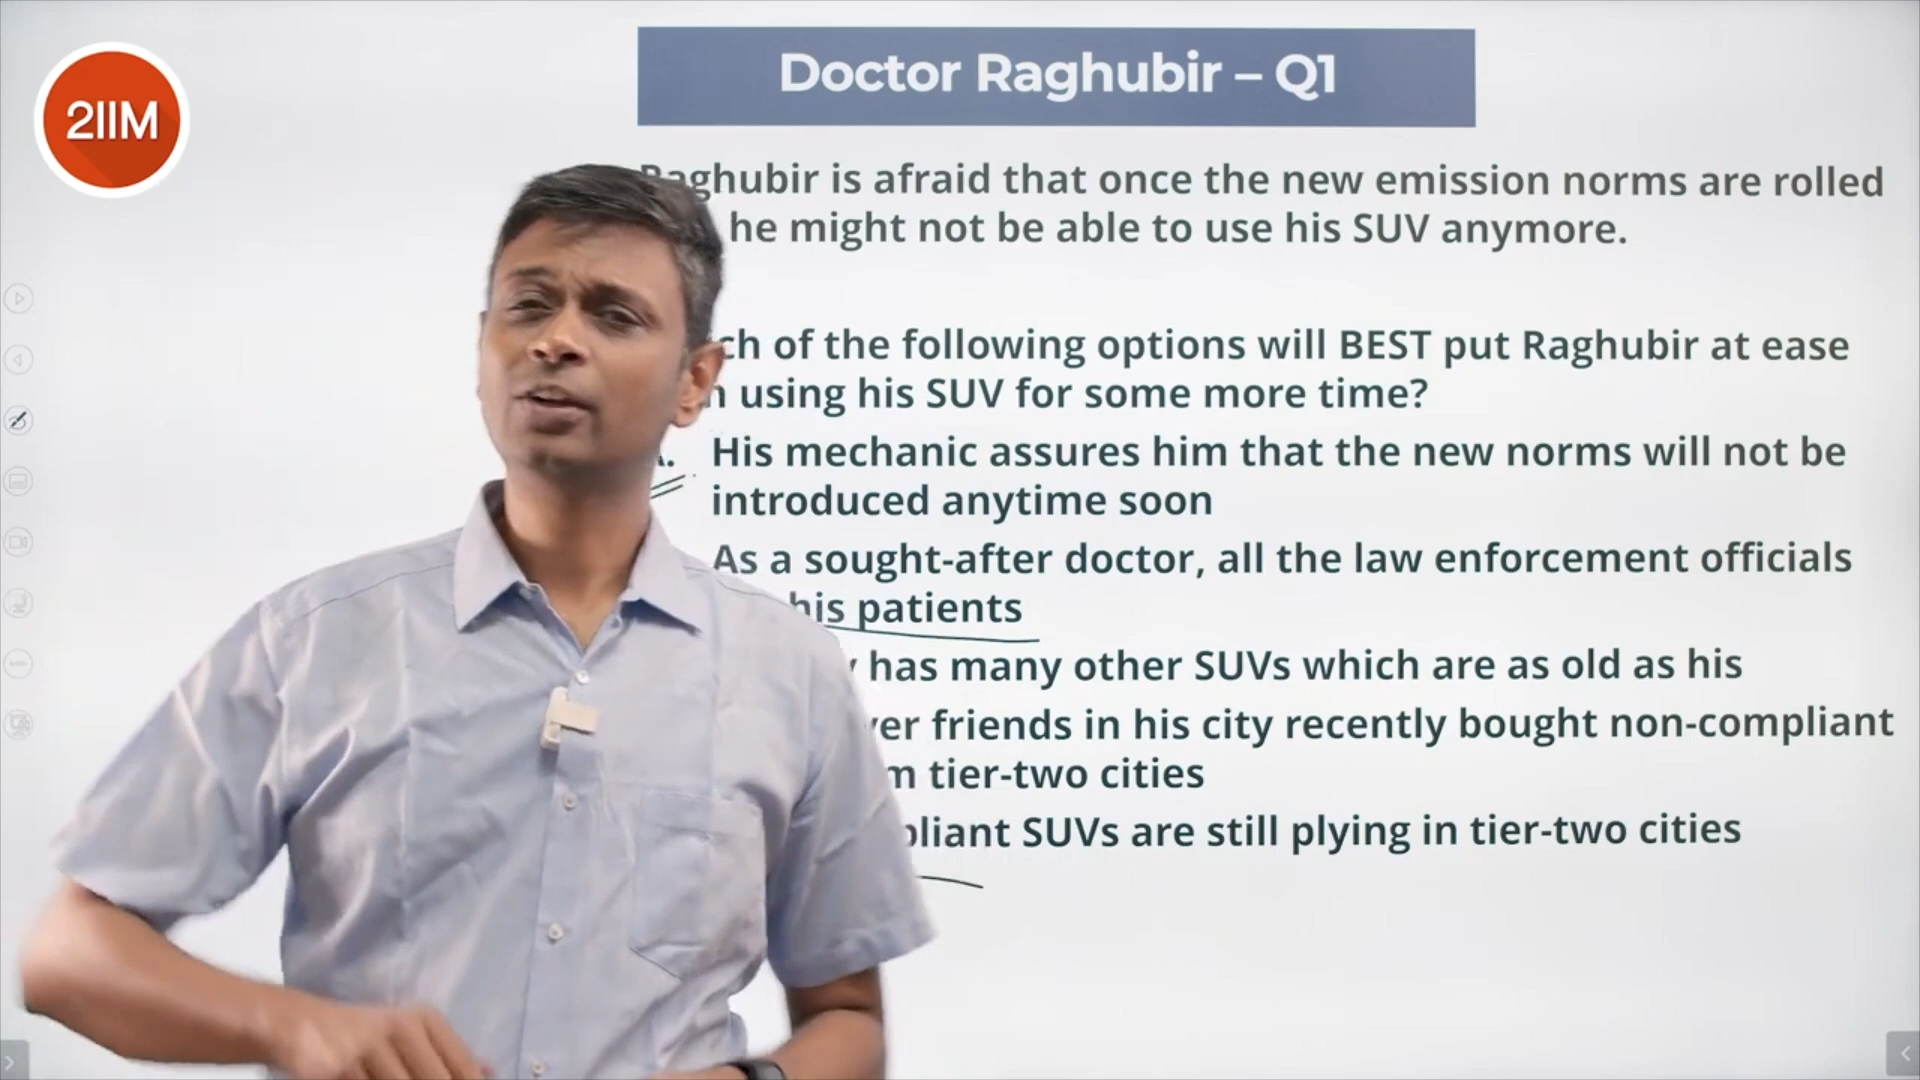 2IIM
Doctor Raghubir – Q1
Raghubir is afraid that once the new emission norms are rolled
he might not be able to use his SUV anymore.
of the following options will BEST put Raghubir at ease
using his SUV for some more time?
His mechanic assures him that the new norms will not be
introduced anytime soon
As a sought-after doctor, all the law enforcement officials
his patients
has many other SUVs which are as old as his
friends in his city recently bought non-compliant
tier-two cities
SUVs are still plying in tier-two cities